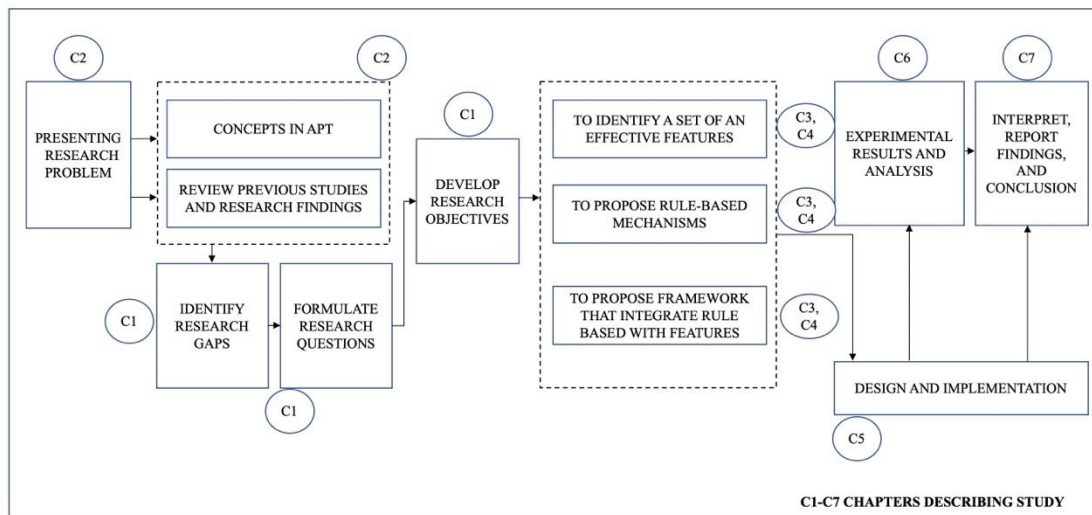 C2
PRESENTING
RESEARCH
PROBLEM
C2
CONCEPTS IN APT
REVIEW PREVIOUS STUDIES
AND RESEARCH FINDINGS
C1
IDENTIFY
RESEARCH
GAPS
FORMULATE
RESEARCH
QUESTIONS
C1
C1
DEVELOP
RESEARCH
OBJECTIVES
TO IDENTIFY A SET OF AN
EFFECTIVE FEATURES
C3,
C4
TO PROPOSE RULE-BASED
MECHANISMS
C3,
C4
TO PROPOSE FRAMEWORK
THAT INTEGRATE RULE
BASED WITH FEATURES
C3,
C4
C6
EXPERIMENTAL
RESULTS AND
ANALYSIS
C7
INTERPRET,
REPORT
FINDINGS,
AND
CONCLUSION
DESIGN AND IMPLEMENTATION
C5
C1-C7 CHAPTERS DESCRIBING STUDY